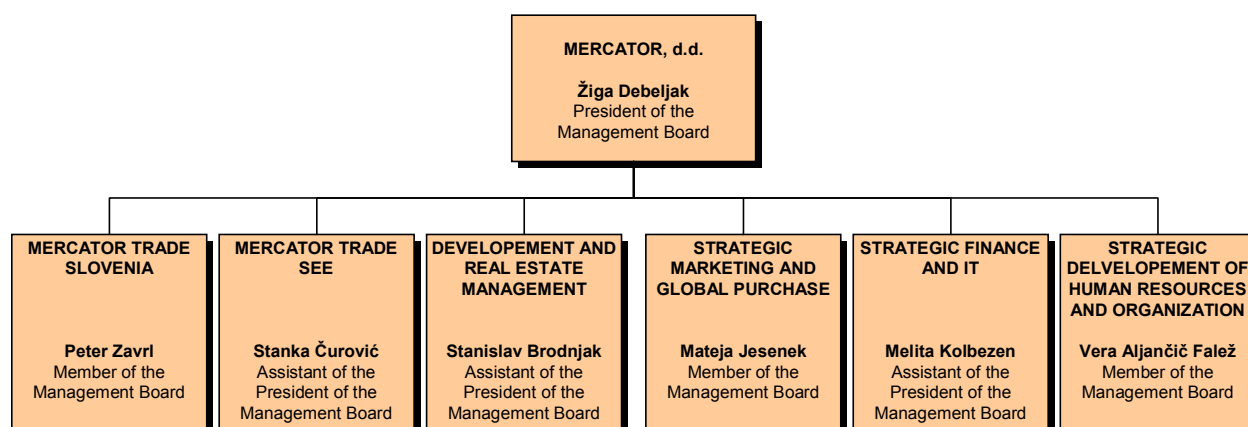 MERCATOR, d.d.
Žiga Debeljak
President of the
Management Board
MERCATOR TRADE
SLOVENIA
Peter Zavrl
Member of the
Management Board
MERCATOR TRADE
SEE
Stanka Čurović
Assistant of the
President of the
Management Board
DEVELOPEMENT AND
REAL ESTATE
MANAGEMENT
Stanislav Brodnjak
Assistant of the
President of the
Management Board
STRATEGIC
MARKETING AND
GLOBAL PURCHASE
Mateja Jesenek
Member of the
Management Board
STRATEGIC FINANCE
AND IT
Melita Kolbezen
Assistant of the
President of the
Management Board
STRATEGIC
DELVELOPEMENT OF
HUMAN RESOURCES
AND ORGANIZATION
Vera Aljančič Falež
Member of the
Management Board